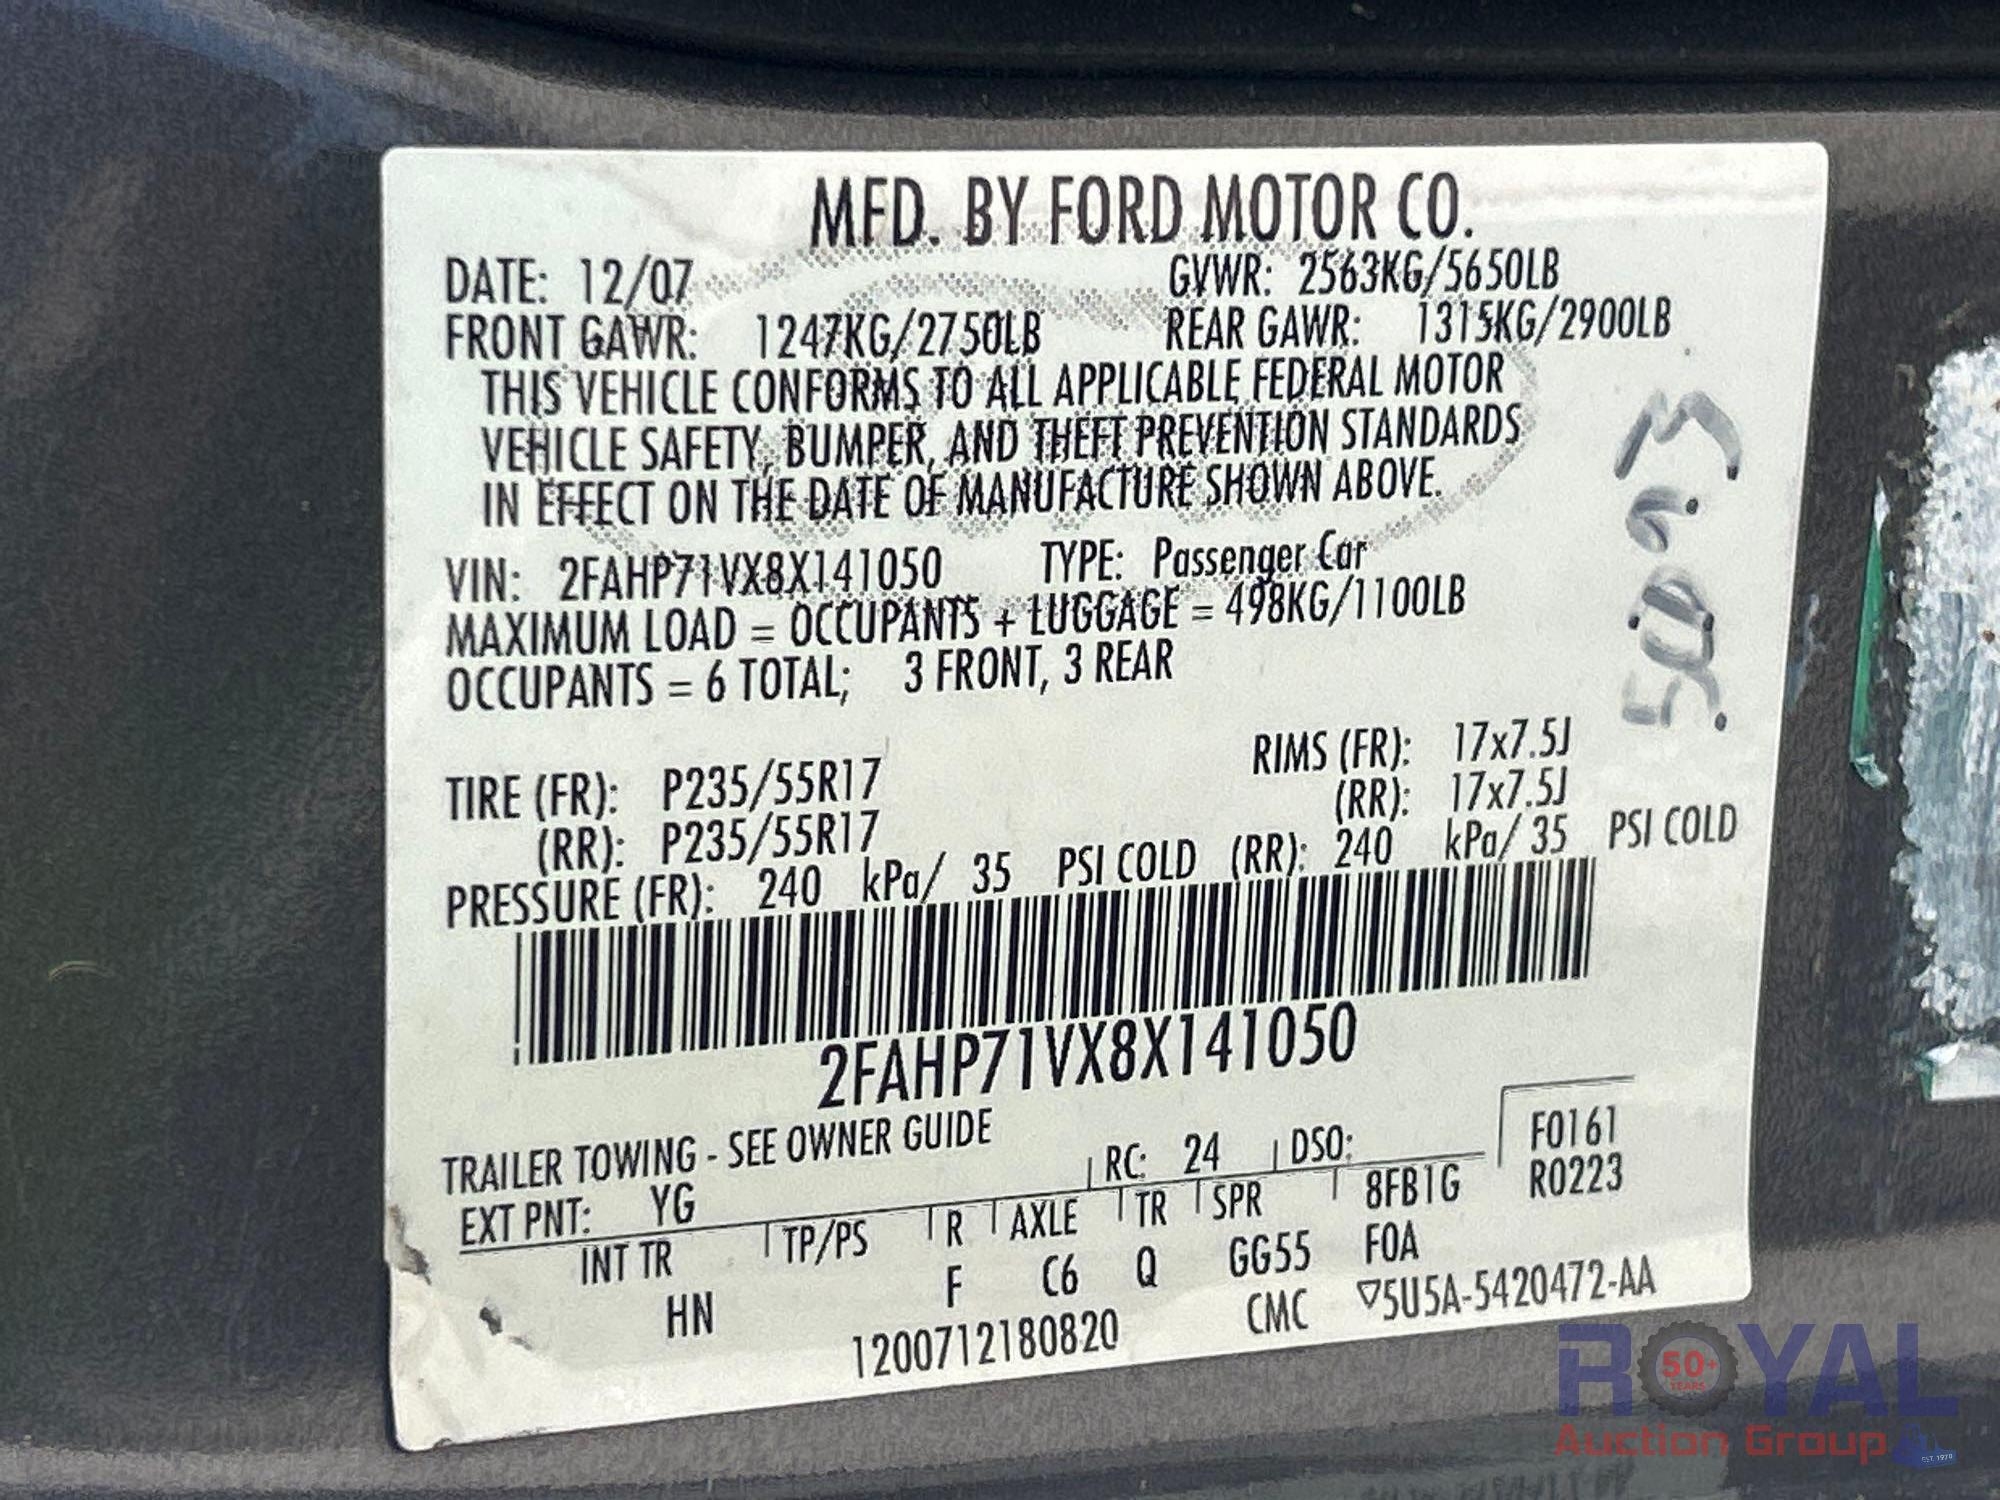 MFD. BY FORD MOTOR CO.
DATE: 12/07 GVWR: 2563KG/5650LB
FRONT GAWR: 1247KG/2750LB REAR GAWR: 1315KG/2900LB
THIS VEHICLE CONFORMS TO ALL APPLICABLE FEDERAL MOTOR
VEHICLE SAFETY, BUMPER, AND THEFT PREVENTION STANDARDS
IN EFFECT ON THE DATE OF MANUFACTURE SHOWN ABOVE.
VIN: 2FAHP71VX8X141050 TYPE: Passenger Car
MAXIMUM LOAD = OCCUPANTS + LUGGAGE = 498KG/1100LB
OCCUPANTS = 6 TOTAL; 3 FRONT, 3 REAR
TIRE (FR): P235/55R17 RIMS (FR): 17x7.5J
(RR): P235/55R17 (RR): 17x7.5J
PRESSURE (FR): 240 kPa/ 35 PSI COLD (RR): 240 kPa/ 35 PSI COLD
2FAHP71VX8X141050
TRAILER TOWING - SEE OWNER GUIDE
F0161
EXT PNT: YG RC: 24 DSO: R0223
INT TR TP/PS R AXLE TR SPR 8FB1G
HN F C6 Q GG55 FOA
1200712180820 CMC ▽5U5A-5420472-AA
ROYAL
50+
YEARS
Auction Group
EST. 1970